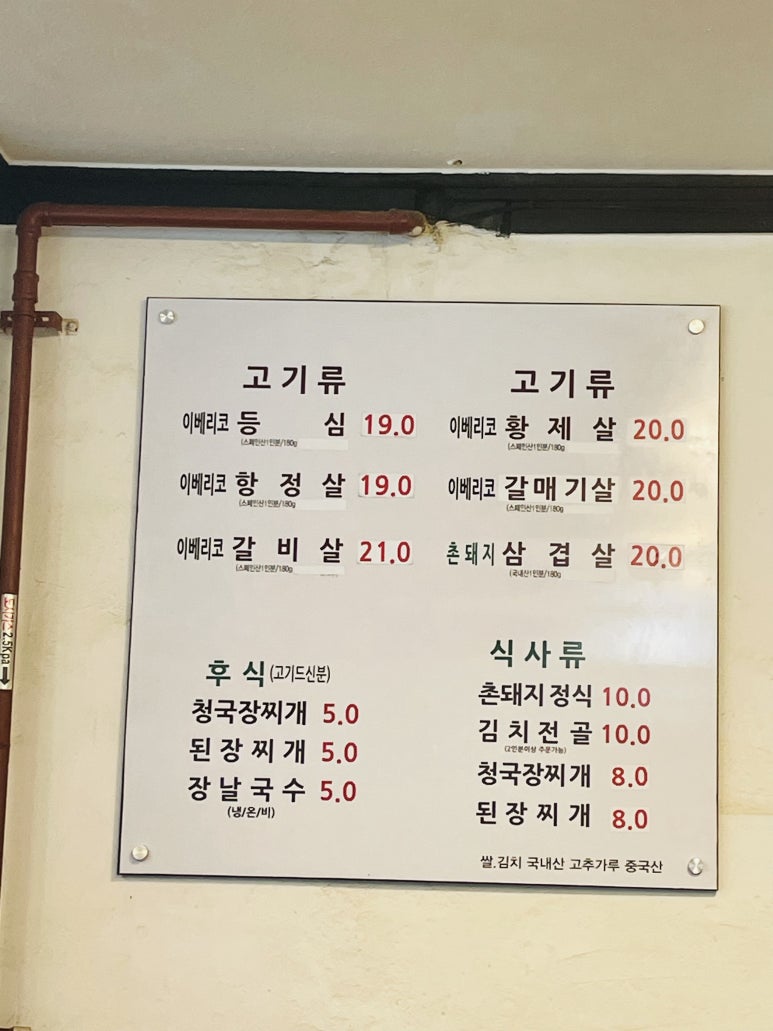 고기류
이베리코 등심 19.0
(스페인산1인분/180g
이베리코 항정살 19.0
(스페인산1인분/180g
이베리코 갈비살 21.0
(스페인산1인분/180g
고기류
이베리코 황제살 20.0
(스페인산1인분/180g
이베리코 갈매기살 20.0
(스페인산1인분/180g
촌돼지 삼겹살 20.0
(국내산1인분/180g
후식(고기드신분)
청국장찌개 5.0
된장찌개 5.0
장날국수 5.0
(냉/온/비)
식사류
촌돼지정식 10.0
김치전골 10.0
(2인분이상 주문가능)
청국장찌개 8.0
된장찌개 8.0
쌀.김치 국내산 고추가루 중국산
2.5Kpa